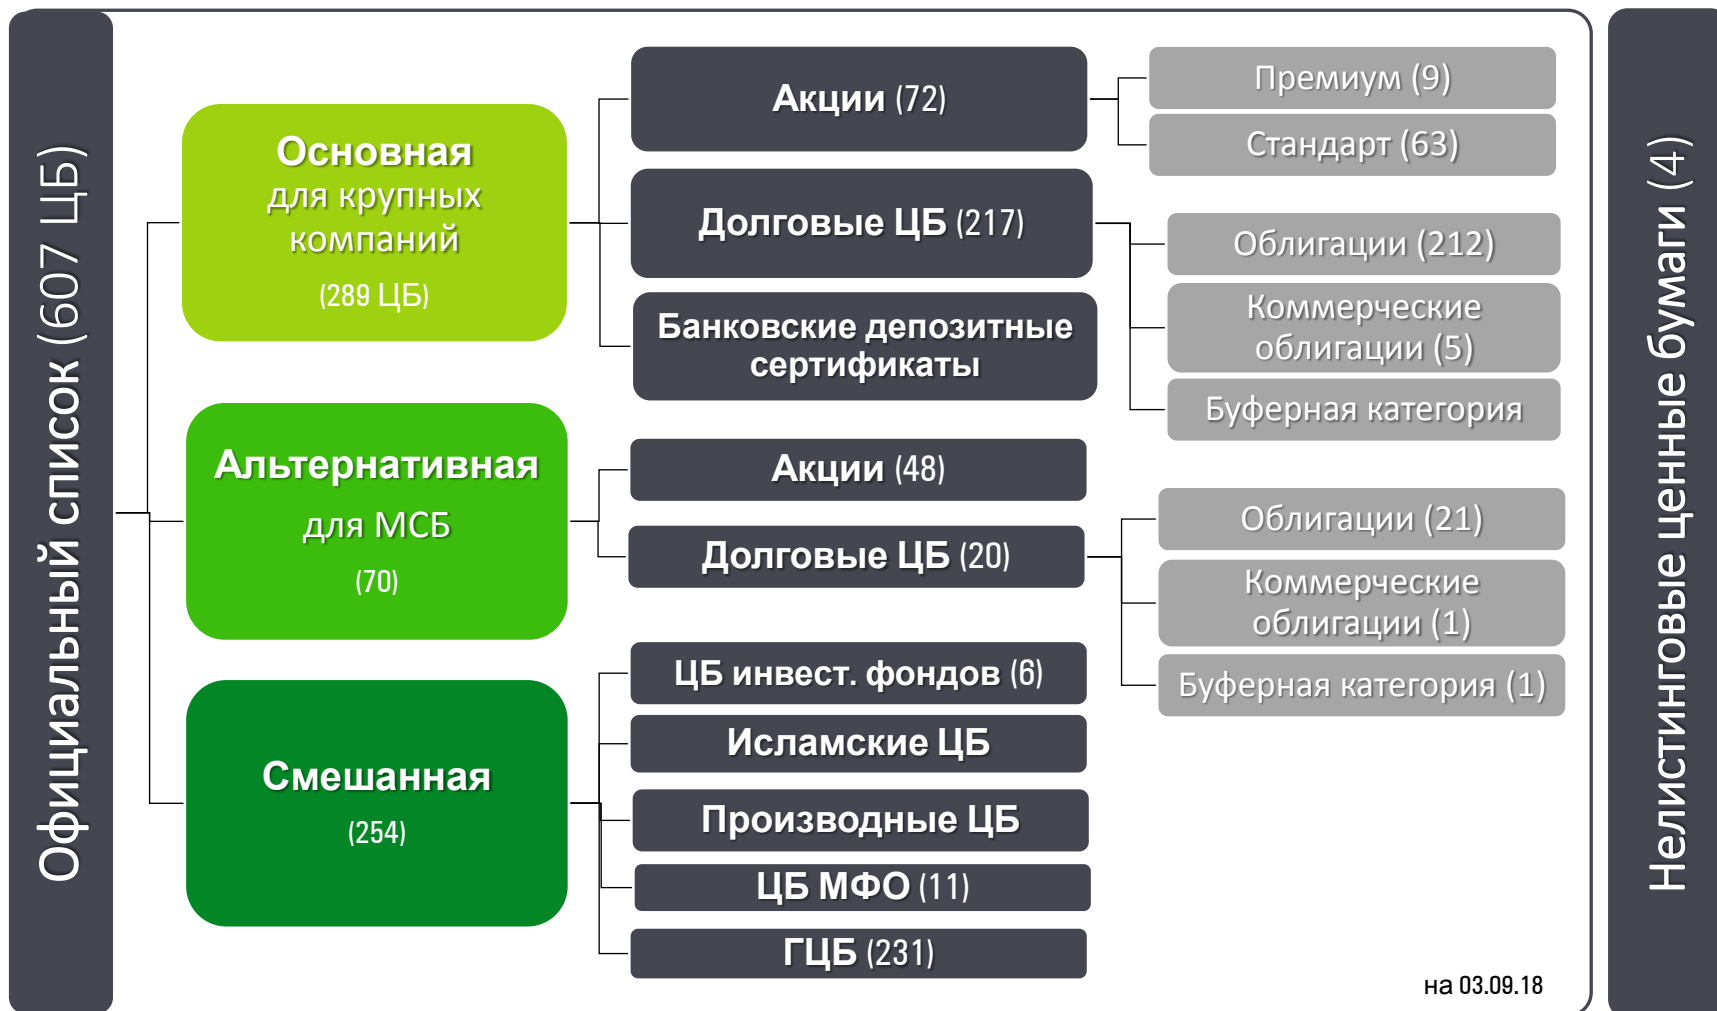 Официальный список (607 ЦБ)
Основная
для крупных
компаний
(289 ЦБ)
Акции (72)
Премиум (9)
Стандарт (63)
Долговые ЦБ (217)
Облигации (212)
Коммерческие
облигации (5)
Буферная категория
Банковские депозитные
сертификаты
Альтернативная
для МСБ
(70)
Акции (48)
Долговые ЦБ (20)
Облигации (21)
Коммерческие
облигации (1)
Буферная категория (1)
Смешанная
(254)
ЦБ инвест. фондов (6)
Исламские ЦБ
Производные ЦБ
ЦБ МФО (11)
ГЦБ (231)
на 03.09.18
Нелистинговые ценные бумаги (4)